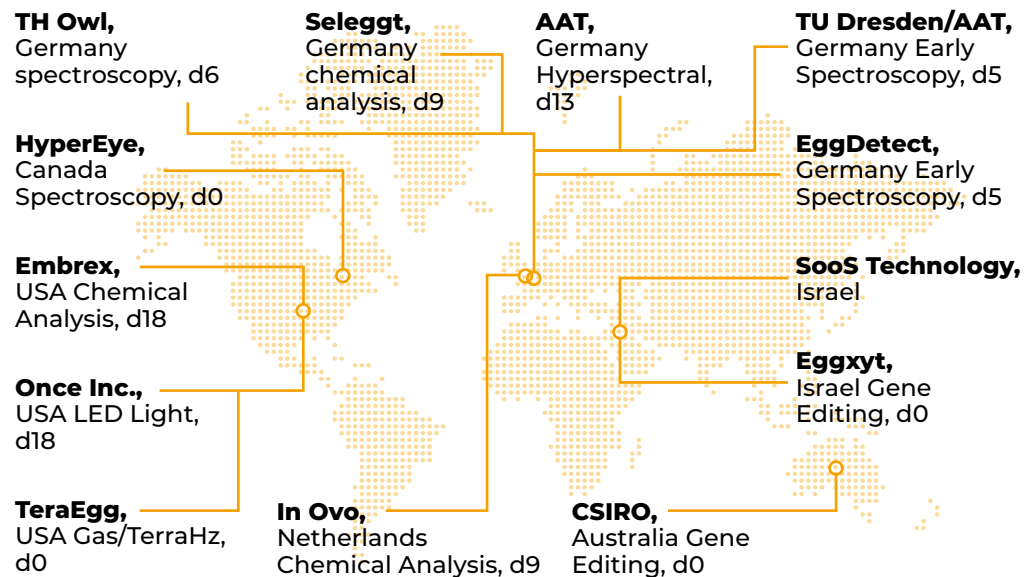 TH Owl,
Germany
spectroscopy, d6
Seleggt,
Germany
chemical
analysis, d9
AAT,
Germany
Hyperspectral,
d13
TU Dresden/AAT,
Germany Early
Spectroscopy, d5
HyperEye,
Canada
Spectroscopy, d0
EggDetect,
Germany Early
Spectroscopy, d5
Embrex,
USA Chemical
Analysis, d18
SooS Technology,
Israel
Once Inc.,
USA LED Light,
d18
Eggxyt,
Israel Gene
Editing, d0
TeraEgg,
USA Gas/TerraHz,
d0
In Ovo,
Netherlands
Chemical Analysis, d9
CSIRO,
Australia Gene
Editing, d0